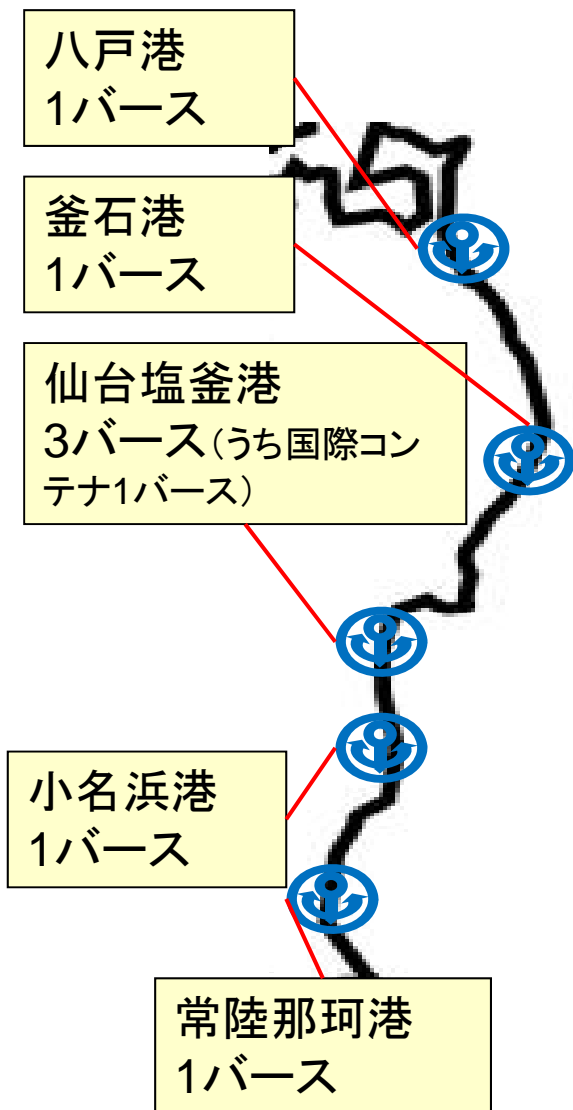 八戸港
1バース
釜石港
1バース
仙台塩釜港
3バース(うち国際コン
テナ1バース)
小名浜港
1バース
常陸那珂港
1バース